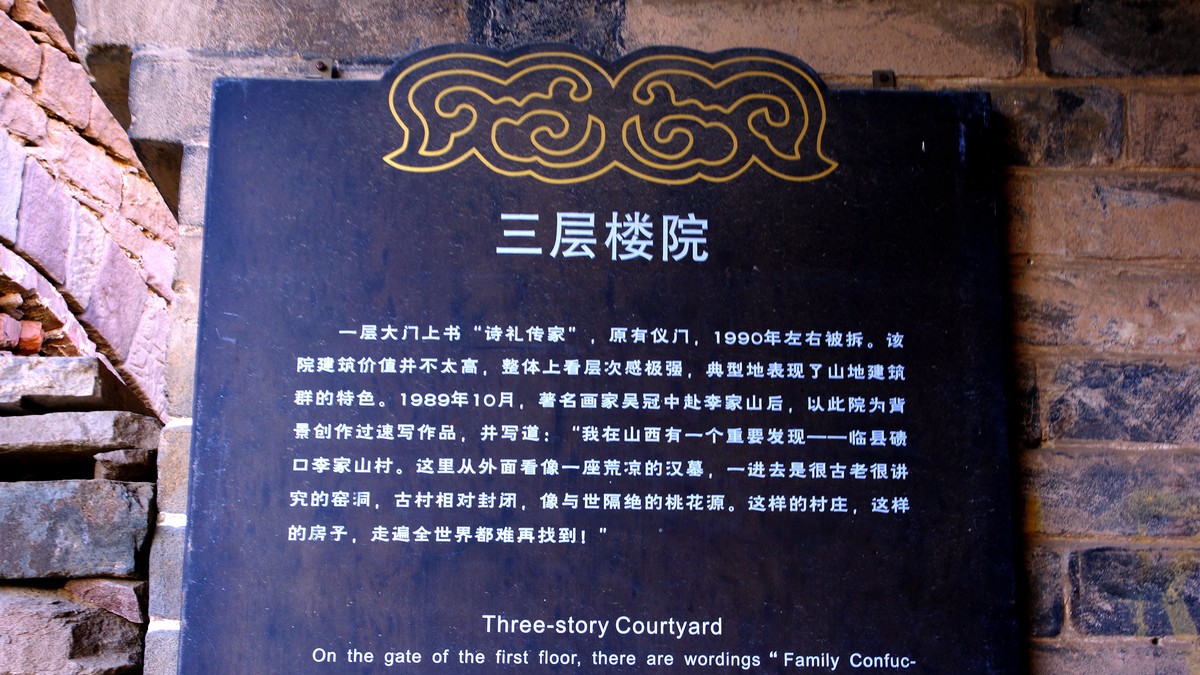 三层楼院
一层大门上书“诗礼传家”，原有仪门，1990年左右被拆。该
院建筑价值并不太高，整体上看层次感极强，典型地表现了山地建筑
群的特色。1989年10月，著名画家吴冠中赴李家山后，以此院为背
景创作过速写作品，并写道：“我在山西有一个重要发现——临县碛
口李家山村。这里从外面看像一座荒凉的汉墓，一进去是很古老很讲
究的窑洞，古村相对封闭，像与世隔绝的桃花源。这样的村庄，这样
的房子，走遍全世界都难再找到！”
Three-story Courtyard
On the gate of the first floor, there are wordings “Family Confuc-